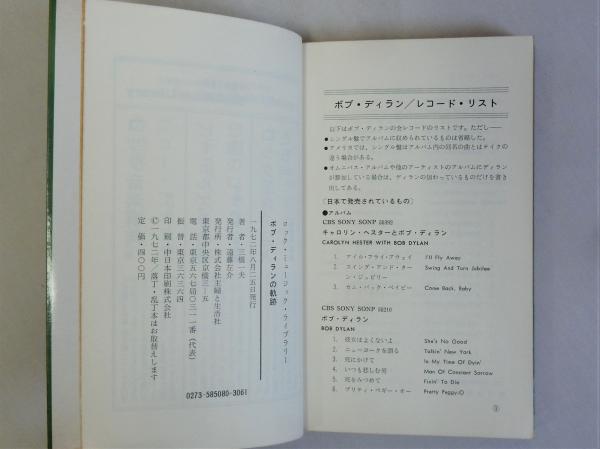 ロック・ミュージック・ライブラリー
ボブ・ディランの軌跡
一九七二年八月二五日発行
著 者・三橋一夫
発行者・遠藤左介
発行所・株式会社主婦と生活社
東京都中央区京橋三—五
電 話・東京五六七局〇三一一番(代表)
振 替・東京三六三六四
印 刷・中日本印刷株式会社
Ⓒ一九七二年/落丁・乱丁本はお取替えします
定 価・四〇〇円
0273-585080-3061
ボブ・ディラン/レコード・リスト
以下はボブ・ディランの全レコードのリストです。ただし——
●シングル盤でアルバムに収められているものは省略した。
●アメリカでは、シングル盤はアルバム内の同名の曲とはテイクの
違う場合がある。
●オムニバス・アルバムや他のアーティストのアルバムにディラン
が参加している場合は、ディランの加わっているものだけを書き
出してある。
〔日本で発売されているもの〕
●アルバム
CBS SONY SONP
キャロリン・ヘスターとボブ・ディラン
CAROLYN HESTER WITH BOB DYLAN
1. アイル・フライ・アウェイ I'll Fly Away
2. スイング・アンド・ター Swing And Turn Jubilee
ン・ジュビリー
3. カム・バック・ベイビー Come Back, Baby
CBS SONY SONP 50210
ボブ・ディラン
BOB DYLAN
1. 彼女はよくないよ She's No Good
2. ニューヨークを語る Talkin' New York
3. 死にかけて In My Time Of Dyin'
4. いつも悲しむ男 Man Of Constant Sorrow
5. 死をみつめて Fixin' To Die
6. プリティ・ペギー・オー Pretty Peggy-O